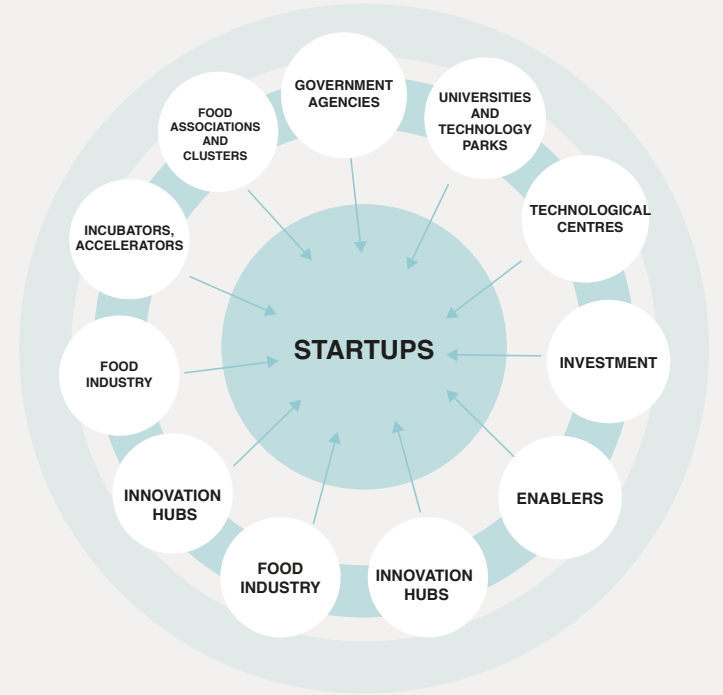 GOVERNMENT
AGENCIES
UNIVERSITIES
AND
TECHNOLOGY
PARKS
TECHNOLOGICAL
CENTRES
INVESTMENT
ENABLERS
INNOVATION
HUBS
FOOD
INDUSTRY
INNOVATION
HUBS
FOOD
INDUSTRY
INCUBATORS,
ACCELERATORS
FOOD
ASSOCIATIONS
AND
CLUSTERS
STARTUPS